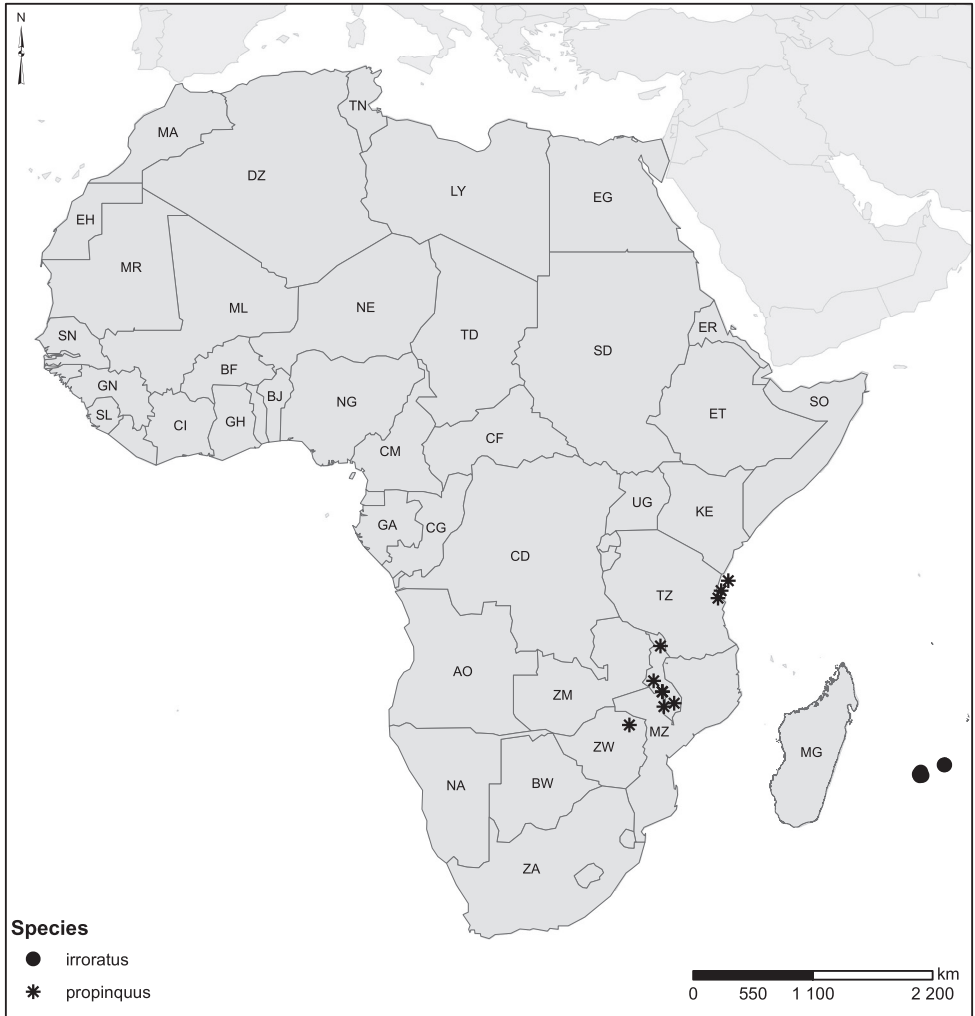 N
TN
MA
DZ
LY
EG
EH
MR
ML
NE
TD
SD
ER
SN
BF
GN
BJ
NG
ET
SO
SL
CI
GH
CM
CF
UG
KE
GA
CG
CD
TZ
AO
ZM
MZ
ZW
MG
NA
BW
ZA
Species
irroratus
propinquus
km
0 550 1 100 2 200